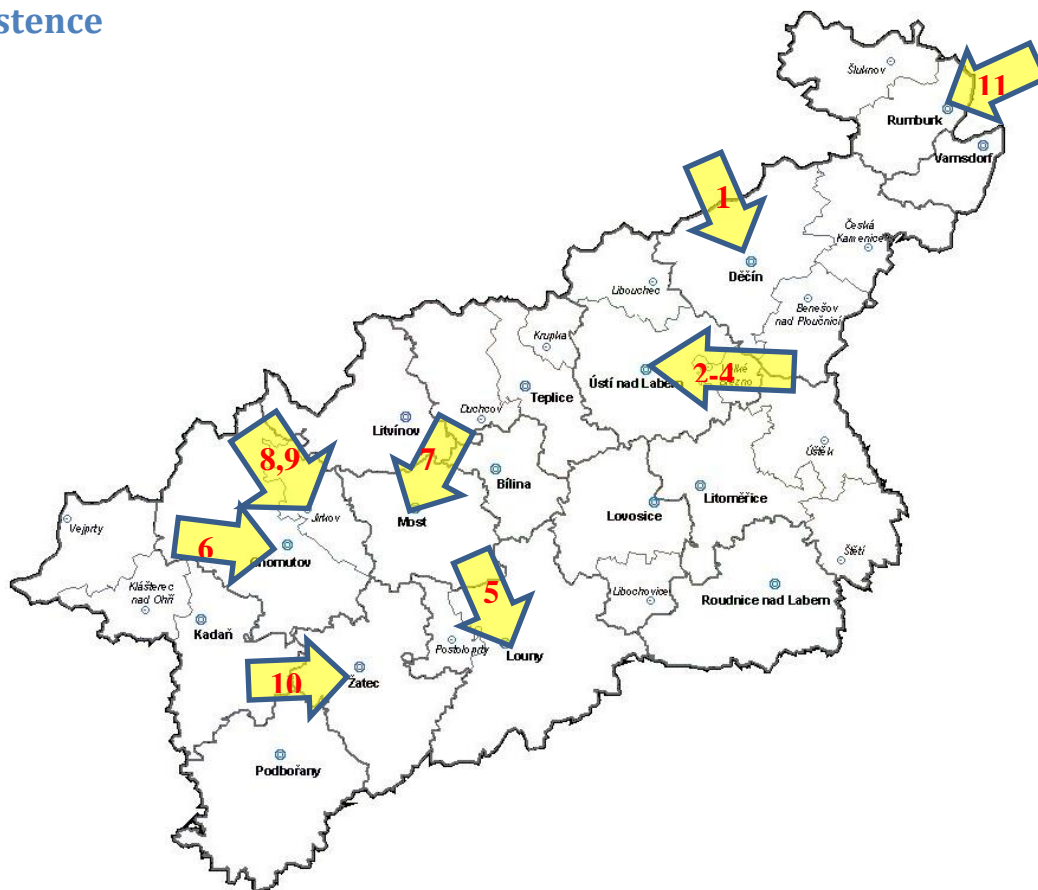 stence
Šluknov
11
Rumburk
Varnsdorf
1
Česká
Kamenice
Děčín
Libouchec
Benešov
nad Ploučnicí
Krupka
Ústí nad Labem
2-4
Březno
Teplice
Duchcov
Litvínov
7
8,9
Bílina
Úštěk
Litoměřice
Lovosice
Jirkov
Most
Vejprty
6
Chomutov
Štětí
5
Klášterec
nad Ohří
Libochovice
Roudnice nad Labem
Kadaň
Postoloprty
Louny
10
Žatec
Podbořany